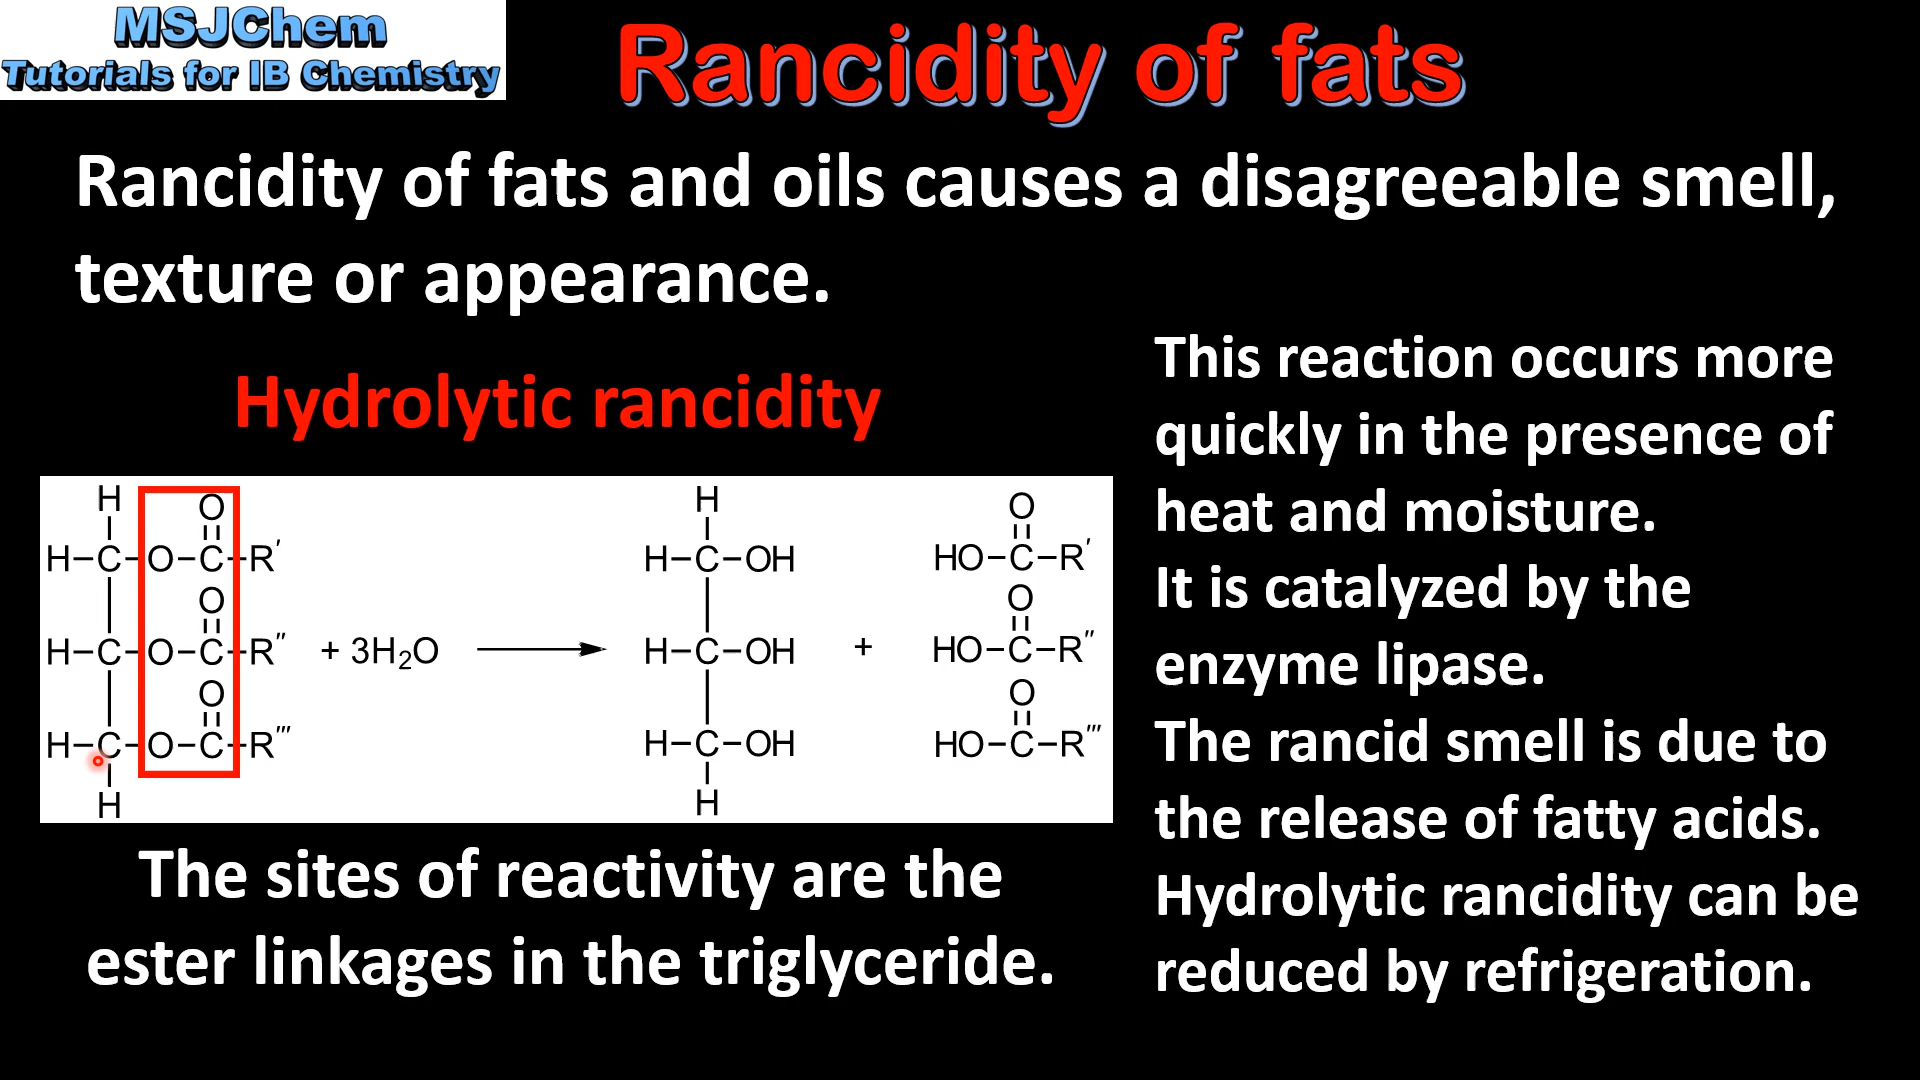 MSJChem
Tutorials for IB Chemistry
Rancidity of fats
Rancidity of fats and oils causes a disagreeable smell,
texture or appearance.
Hydrolytic rancidity
H O
H–C–O–C–R′
O
H–C–O–C–R″
O
H–C–O–C–R‴
H
+ 3H₂O
H
H–C–OH
H–C–OH
H–C–OH
H
+
O
HO–C–R′
O
HO–C–R″
O
HO–C–R‴
The sites of reactivity are the
ester linkages in the triglyceride.
This reaction occurs more
quickly in the presence of
heat and moisture.
It is catalyzed by the
enzyme lipase.
The rancid smell is due to
the release of fatty acids.
Hydrolytic rancidity can be
reduced by refrigeration.